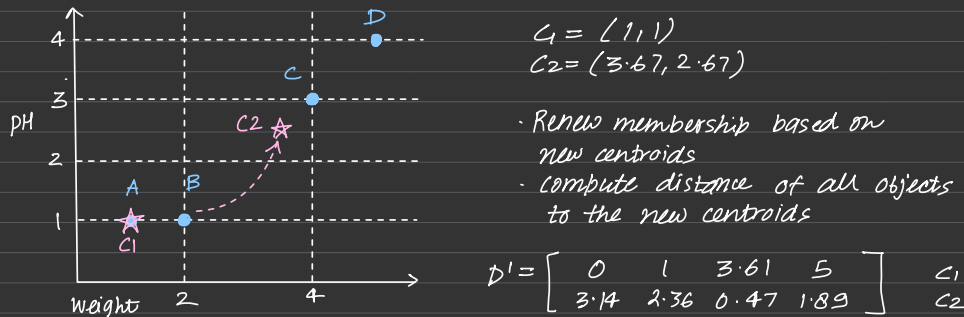 D
4
C
3
PH
C2
2
A
B
1
C1
Weight
2
4
C1 = (1,1)
C2 = (3.67, 2.67)
· Renew membership based on
new centroids
· compute distance of all objects
to the new centroids
D' = [ 0 1 3.61 5 ] C1
[ 3.14 2.36 0.47 1.89 ] C2